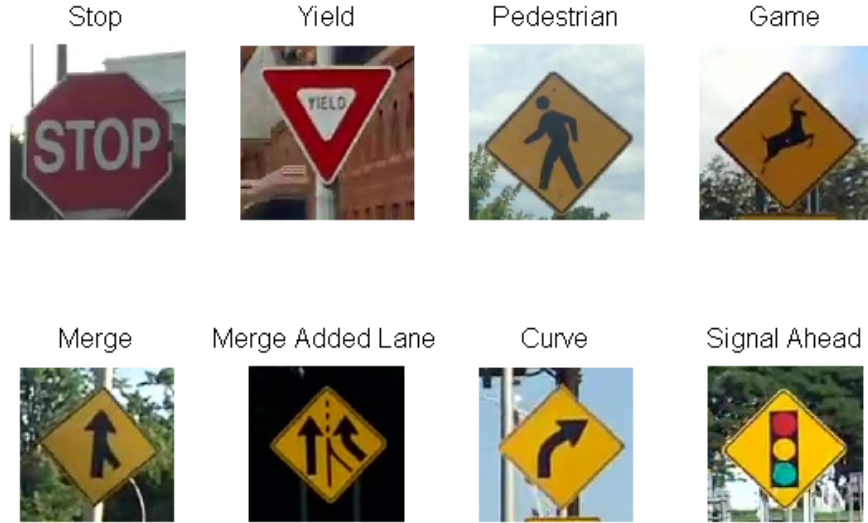 Stop Yield Pedestrian Game
STOP
YIELD
Merge Merge Added Lane Curve Signal Ahead